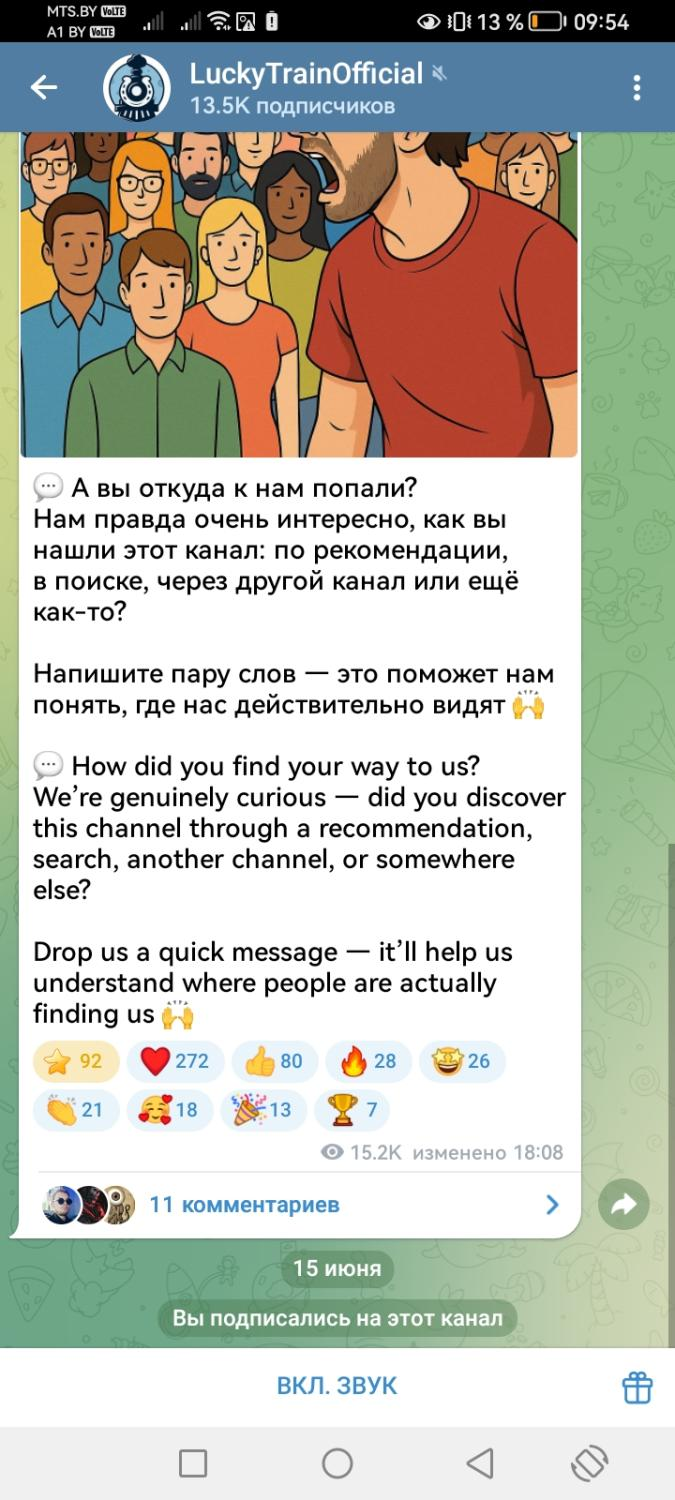 MTS.BY VoLTE
A1 BY VoLTE
13 % 09:54
LuckyTrainOfficial
13.5K подписчиков
А вы откуда к нам попали?
Нам правда очень интересно, как вы
нашли этот канал: по рекомендации,
в поиске, через другой канал или ещё
как-то?
Напишите пару слов — это поможет нам
понять, где нас действительно видят 🙌
How did you find your way to us?
We’re genuinely curious — did you discover
this channel through a recommendation,
search, another channel, or somewhere
else?
Drop us a quick message — it’ll help us
understand where people are actually
finding us 🙌
⭐ 92 ❤️ 272 👍 80 🔥 28 🤩 26
👏 21 🥰 18 🎉 13 🏆 7
15.2K изменено 18:08
11 комментариев
15 июня
Вы подписались на этот канал
ВКЛ. ЗВУК